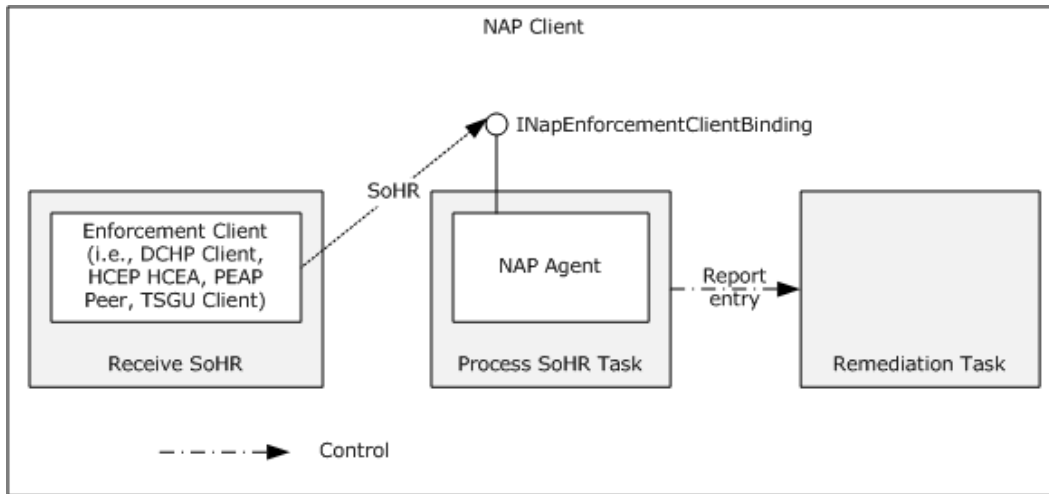 NAP Client
INapEnforcementClientBinding
SoHR
Enforcement Client
(i.e., DCHP Client,
HCEP HCEA, PEAP
Peer, TSGU Client)
Receive SoHR
NAP Agent
Process SoHR Task
Report
entry
Remediation Task
Control